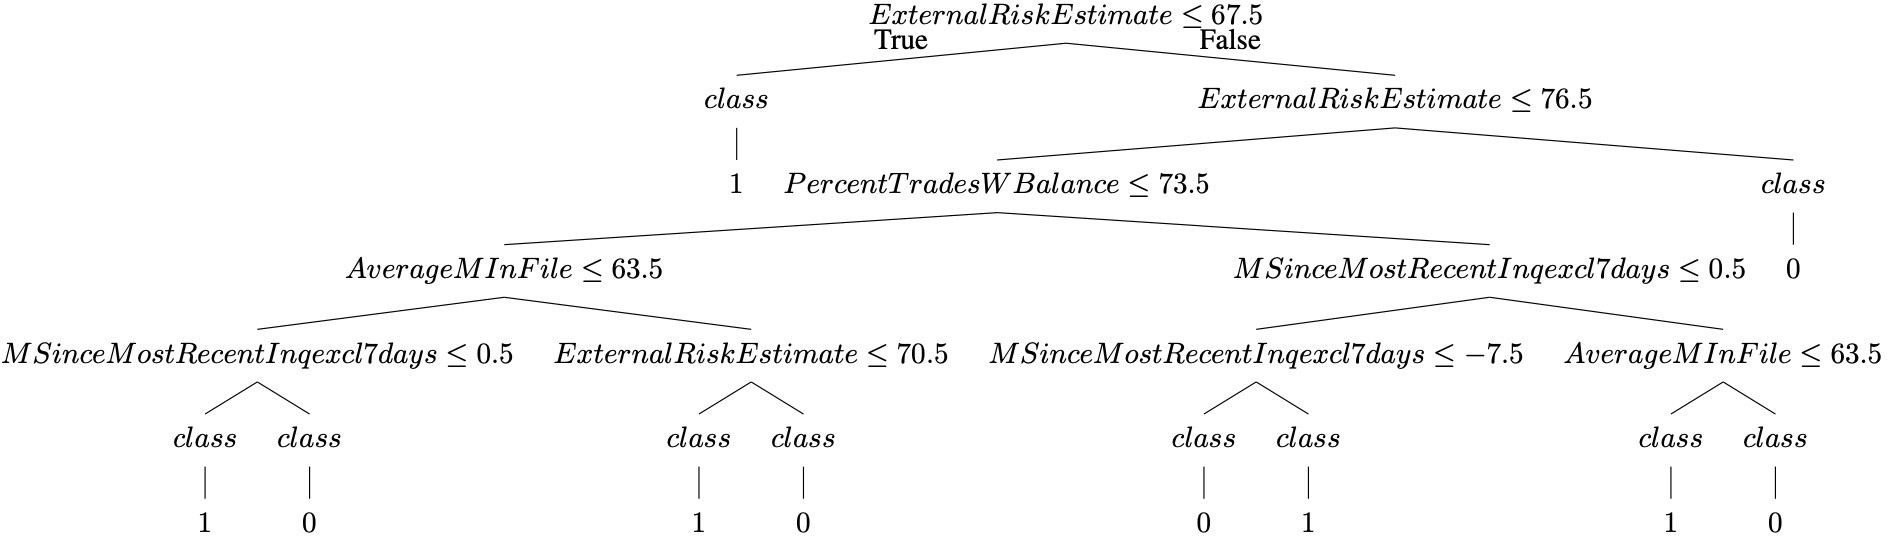 ExternalRiskEstimate ≤ 67.5
True False
class ExternalRiskEstimate ≤ 76.5
1 PercentTradesWBalance ≤ 73.5 class
AverageMInFile ≤ 63.5 MSinceMostRecentInqexcl7days ≤ 0.5 0
MSinceMostRecentInqexcl7days ≤ 0.5 ExternalRiskEstimate ≤ 70.5 MSinceMostRecentInqexcl7days ≤ −7.5 AverageMInFile ≤ 63.5
class class class class class class class class
1 0 1 0 0 1 1 0